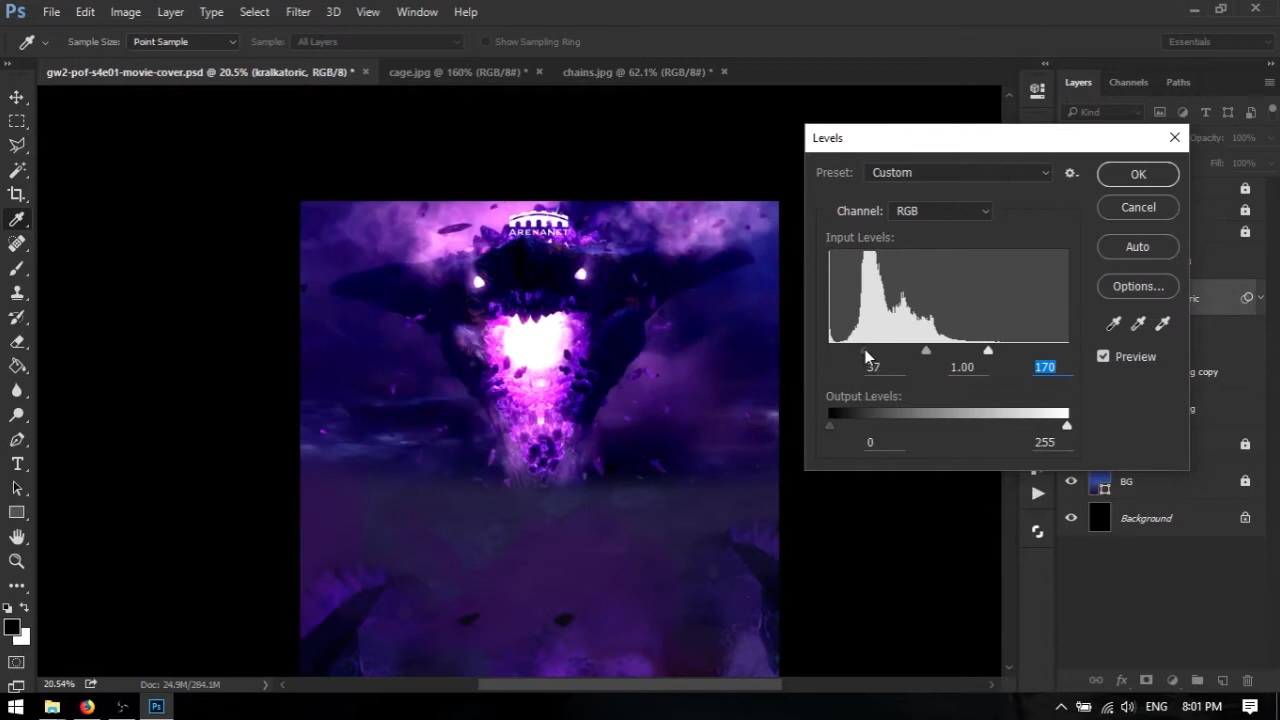 Ps File Edit Image Layer Type Select Filter 3D View Window Help
Sample Size: Point Sample Sample: All Layers Show Sampling Ring Essentials
gw2-pof-s4e01-movie-cover.psd @ 20.5% (kralkatoric, RGB/8) * cage.jpg @ 160% (RGB/8#) * chains.jpg @ 62.1% (RGB/8#) *
Layers Channels Paths
Kind
Opacity: 100%
Fill: 100%
Levels
Preset: Custom
OK
Channel: RGB
Cancel
Input Levels:
Auto
Options...
Preview
37 1.00 170
Output Levels:
0 255
ARENANET
ric
g copy
g
BG
Background
20.54% Doc: 24.9M/284.1M
ENG 8:01 PM